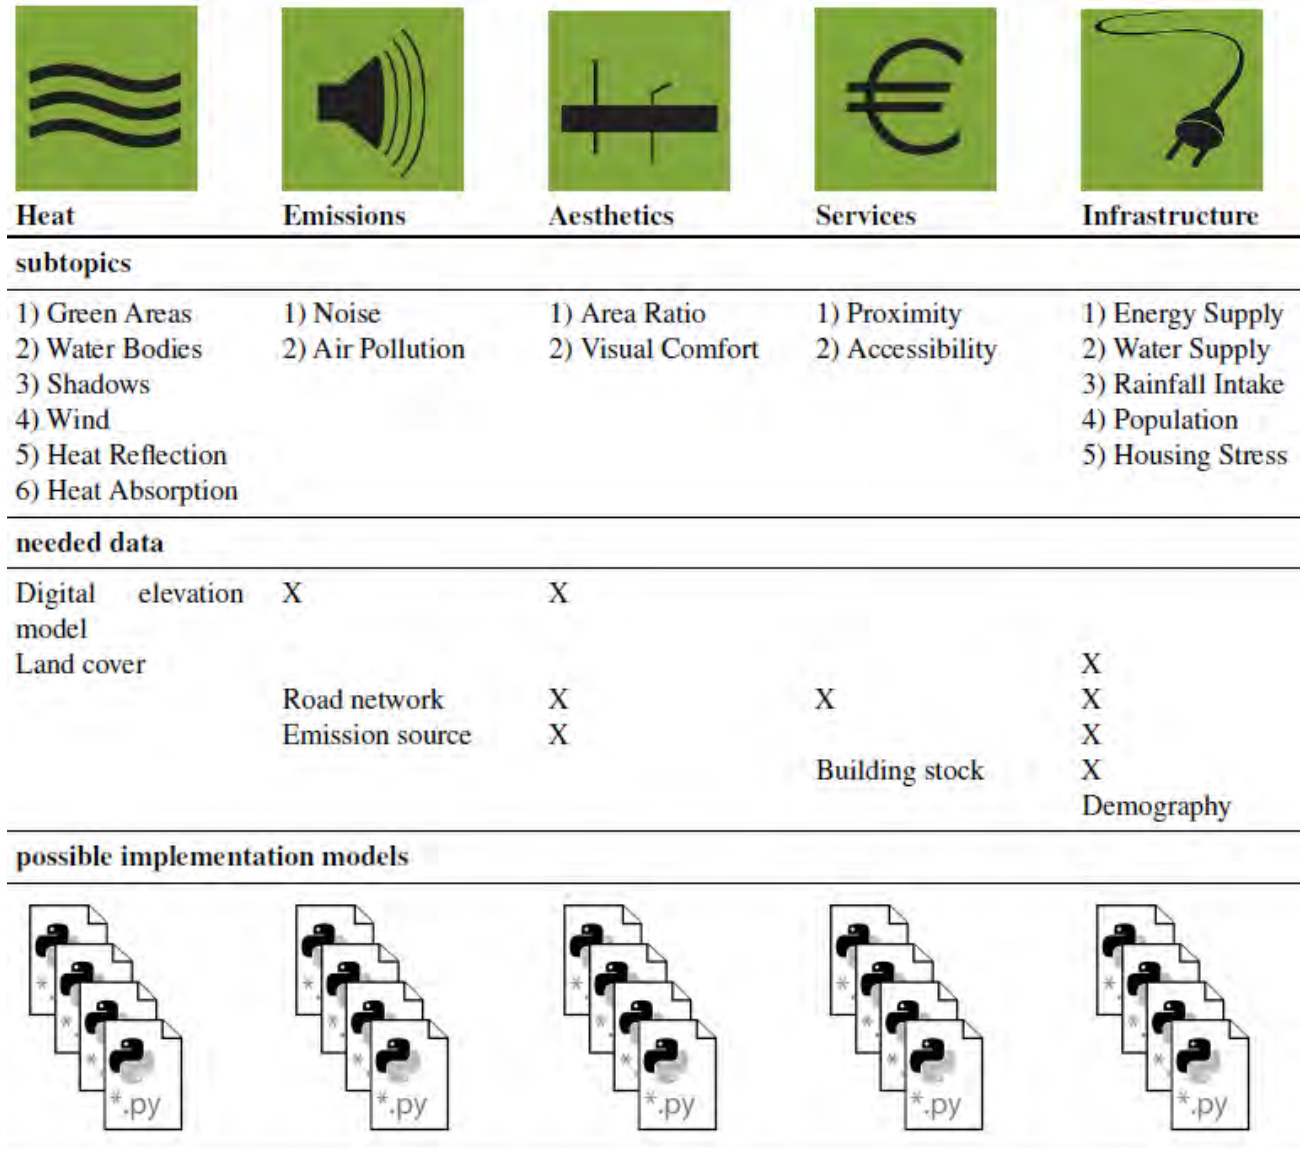 Heat Emissions Aesthetics Services Infrastructure
subtopics
1) Green Areas 1) Noise 1) Area Ratio 1) Proximity 1) Energy Supply
2) Water Bodies 2) Air Pollution 2) Visual Comfort 2) Accessibility 2) Water Supply
3) Shadows 3) Rainfall Intake
4) Wind 4) Population
5) Heat Reflection 5) Housing Stress
6) Heat Absorption
needed data
Digital elevation X X
model
Land cover X
Road network X X X
Emission source X X
Building stock X
Demography
possible implementation models
*.py *.py *.py *.py *.py